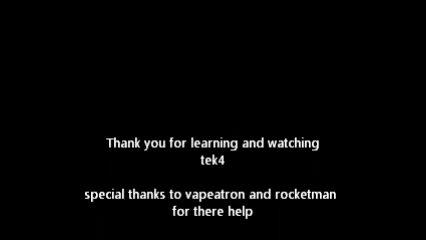 Thank you for learning and watching
tek4
special thanks to vapeatron and rocketman
for there help